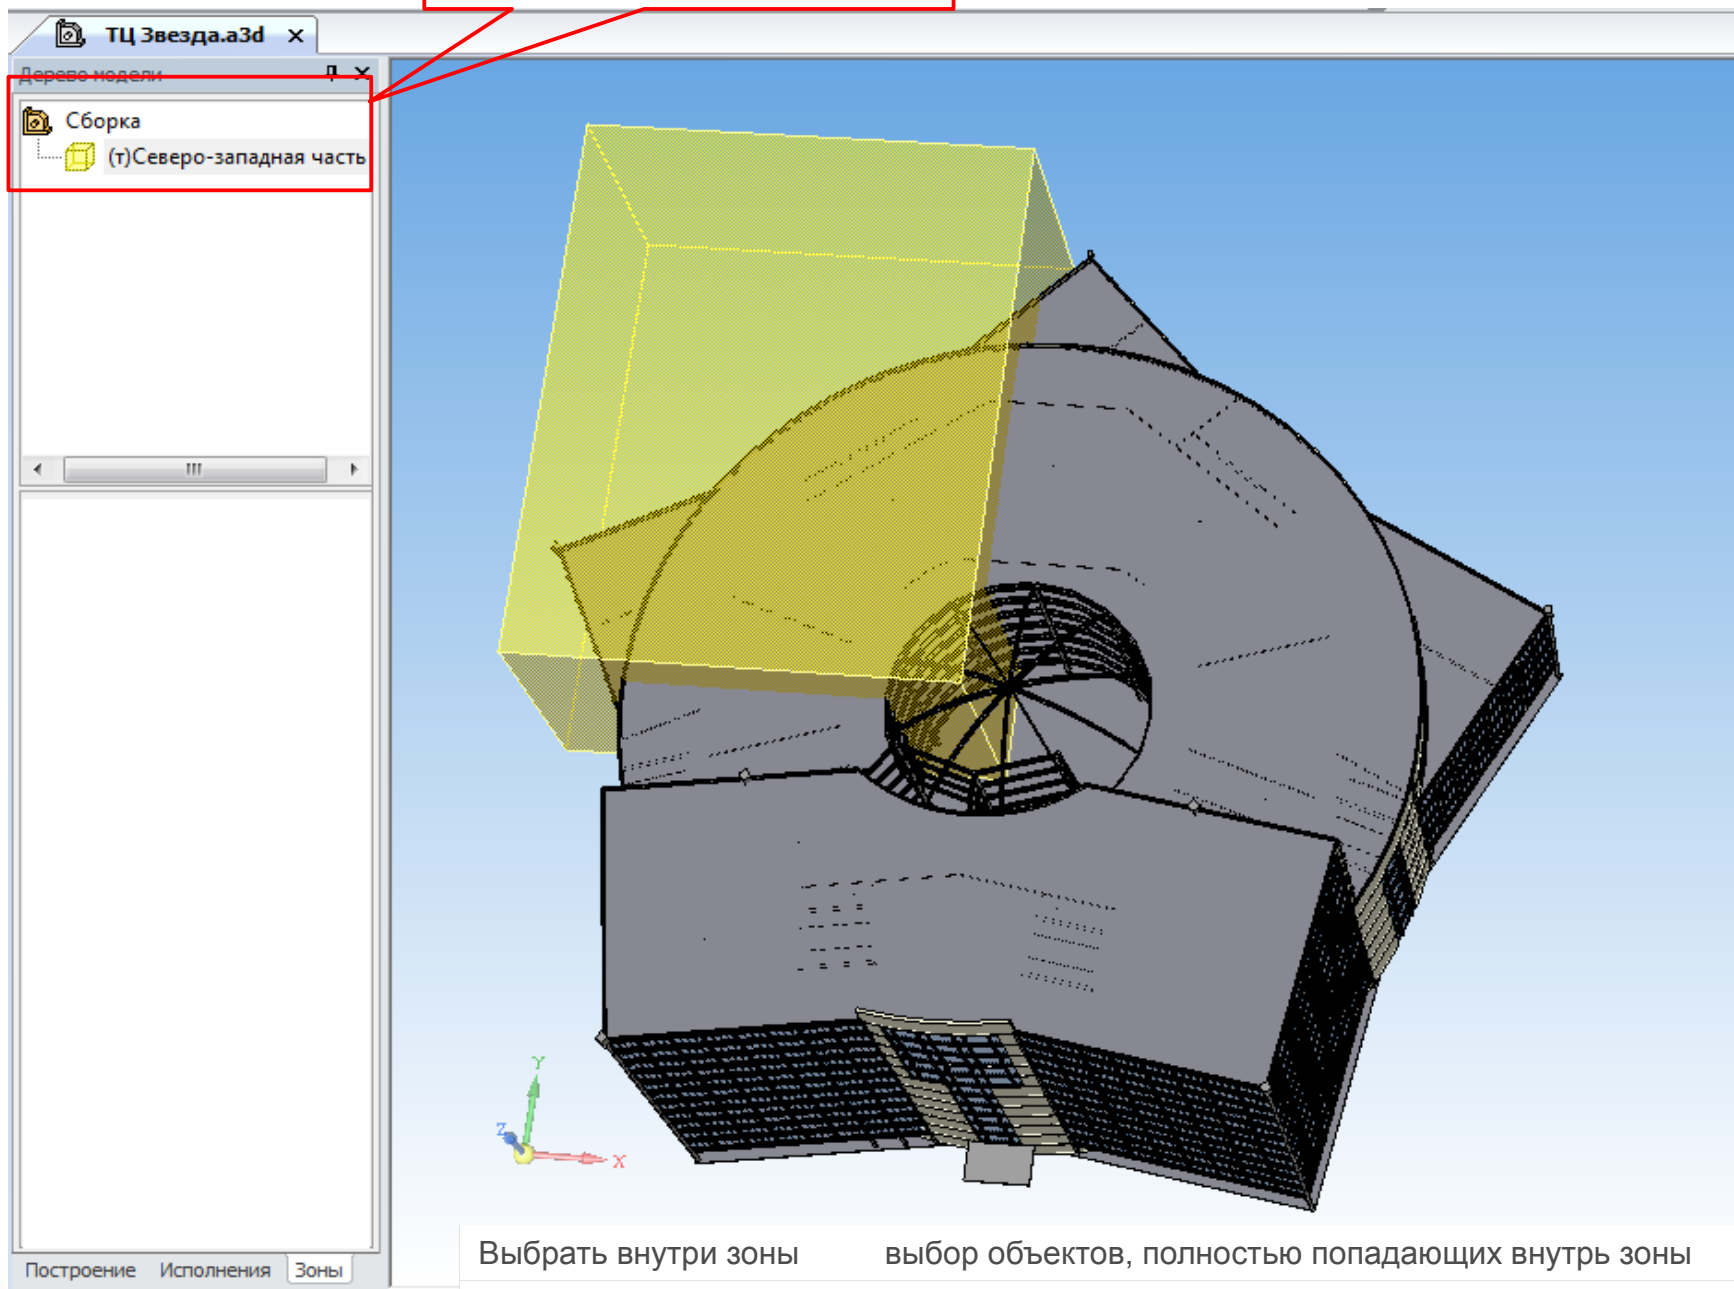 ТЦ Звезда.a3d
Дерево модели
Сборка
(т)Северо-западная часть
Y
Z
X
Выбрать внутри зоны выбор объектов, полностью попадающих внутрь зоны
Построение Исполнения Зоны